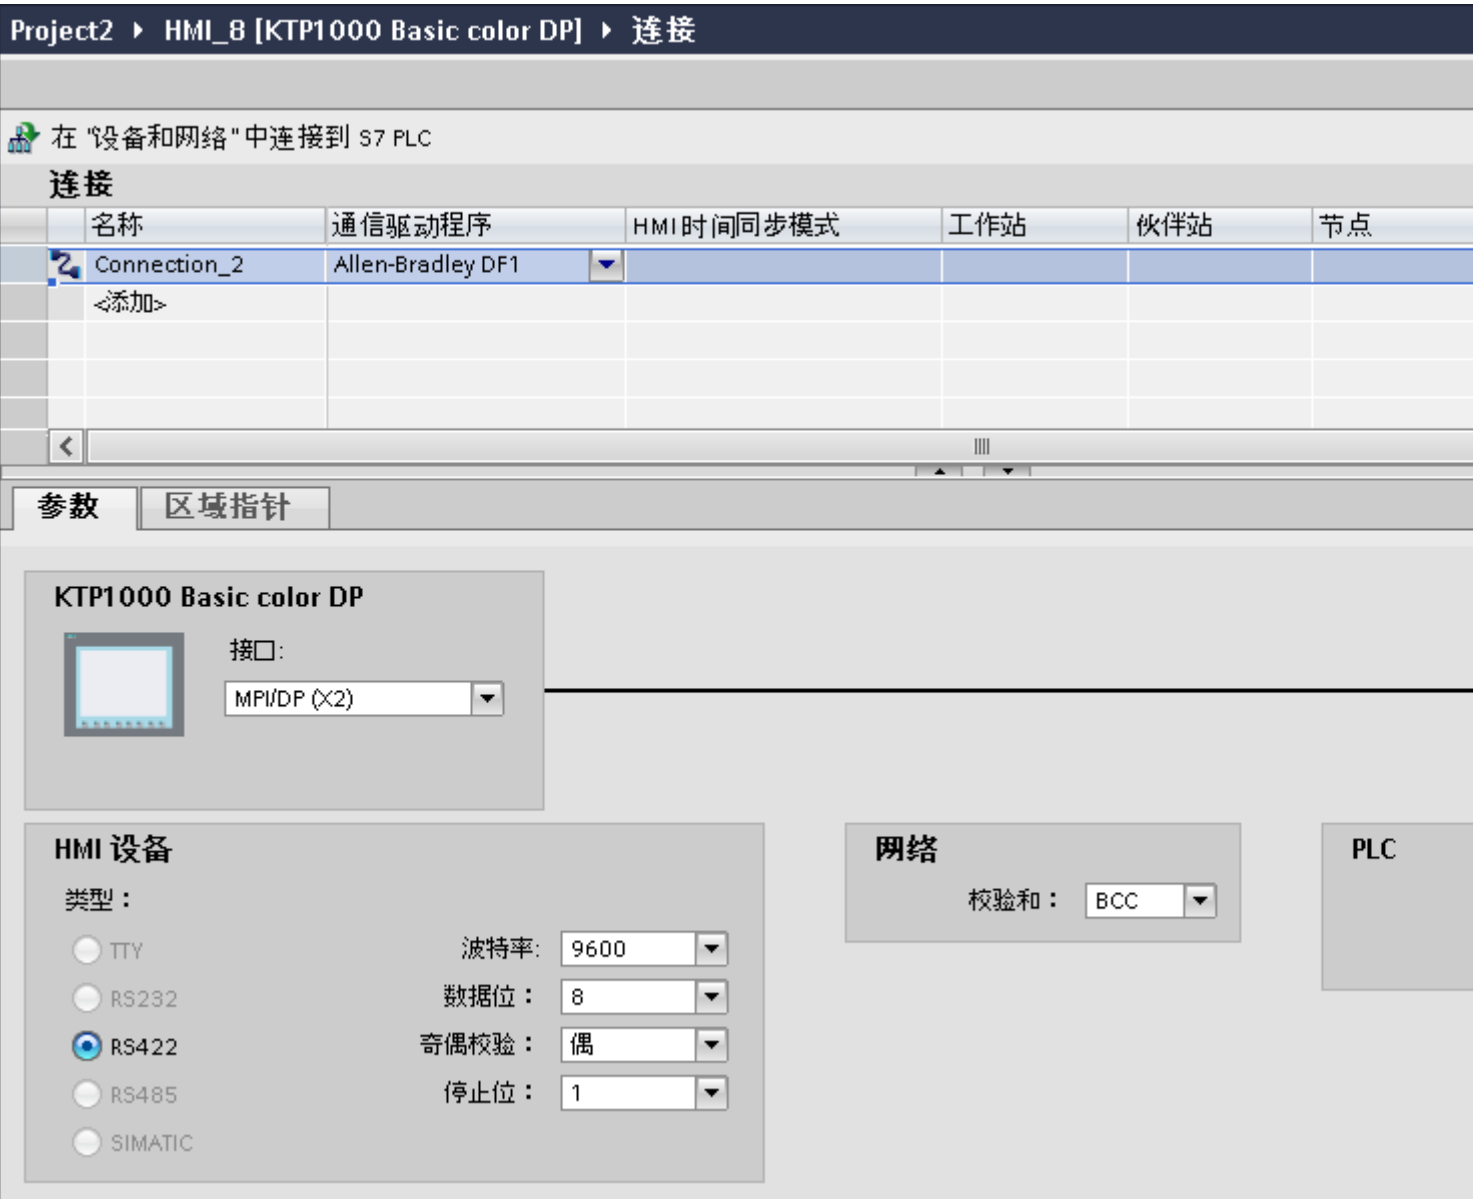 Project2 ▸ HMI_8 [KTP1000 Basic color DP] ▸ 连接
在 "设备和网络" 中连接到 S7 PLC
连接
名称 通信驱动程序 HMI时间同步模式 工作站 伙伴站 节点
Connection_2 Allen-Bradley DF1
<添加>
参数 区域指针
KTP1000 Basic color DP
接口:
MPI/DP (X2)
HMI 设备 网络 PLC
类型： 校验和： BCC
TTY 波特率: 9600
RS232 数据位： 8
RS422 奇偶校验： 偶
RS485 停止位： 1
SIMATIC